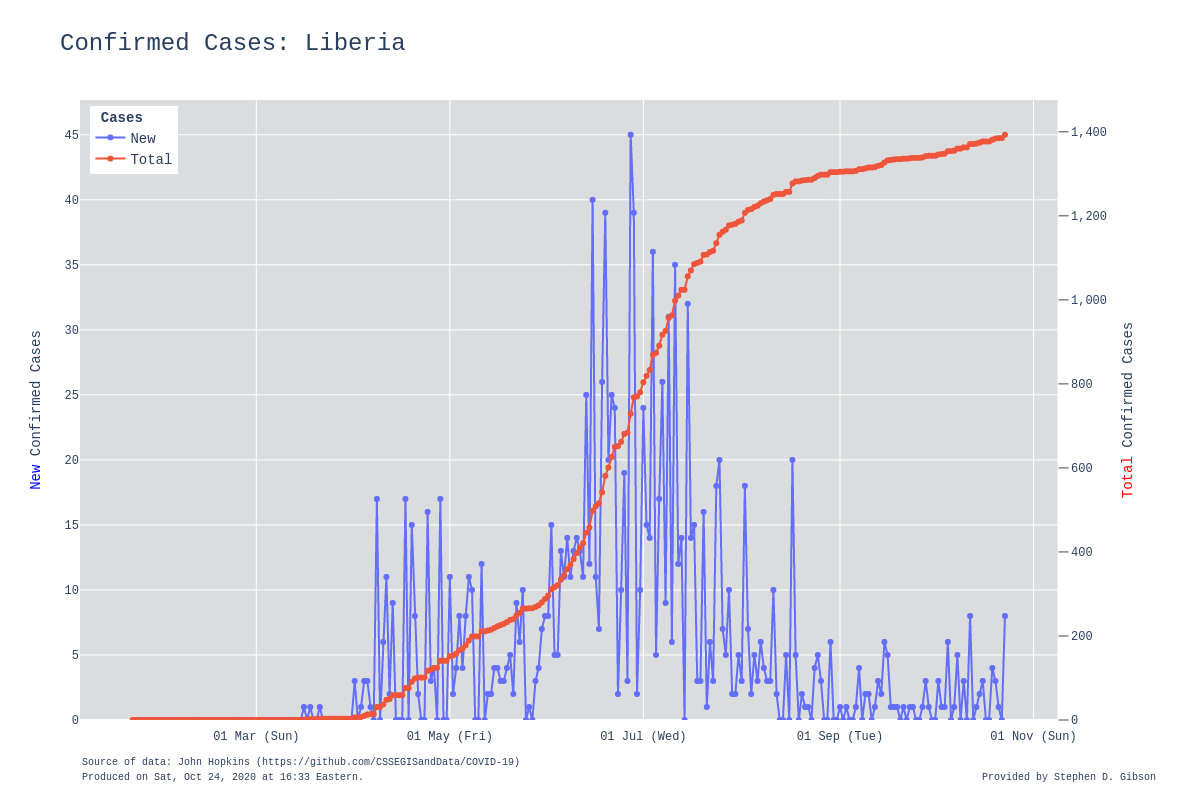 Confirmed Cases: Liberia
Cases
New
Total
45
40
35
30
25
20
15
10
5
0
1,400
1,200
1,000
800
600
400
200
0
New Confirmed Cases
Total Confirmed Cases
01 Mar (Sun)
01 May (Fri)
01 Jul (Wed)
01 Sep (Tue)
01 Nov (Sun)
Source of data: John Hopkins (https://github.com/CSSEGISandData/COVID-19)
Produced on Sat, Oct 24, 2020 at 16:33 Eastern.
Provided by Stephen D. Gibson